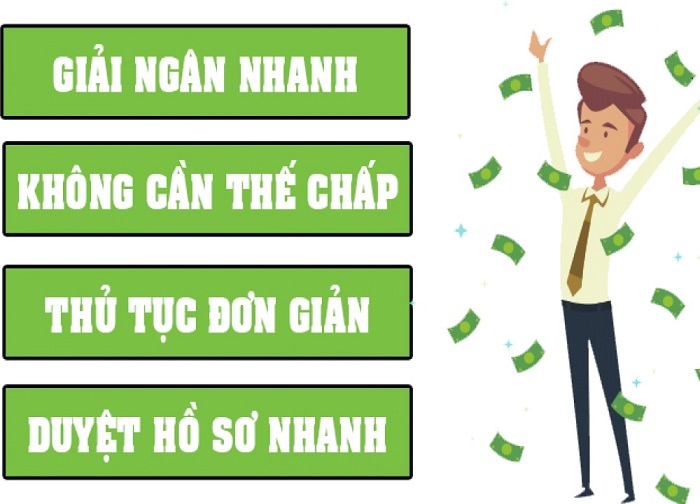 GIẢI NGÂN NHANH
KHÔNG CẦN THẾ CHẤP
THỦ TỤC ĐƠN GIẢN
DUYỆT HỒ SƠ NHANH